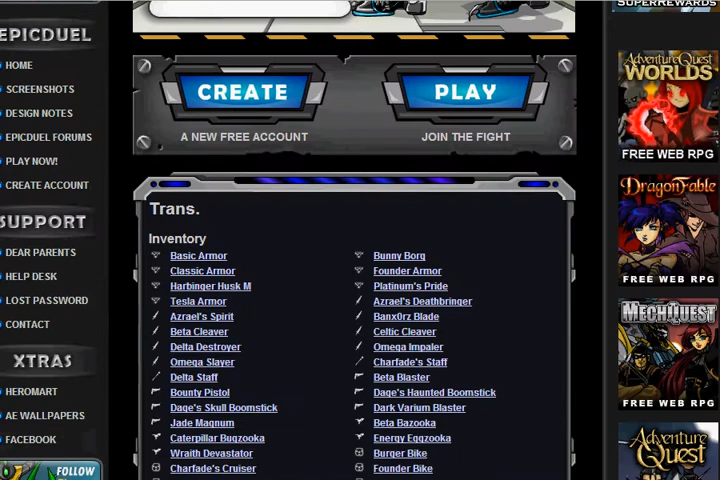 SUPERREWARDS
EPICDUEL
HOME
SCREENSHOTS
DESIGN NOTES
EPICDUEL FORUMS
PLAY NOW!
CREATE ACCOUNT
SUPPORT
DEAR PARENTS
HELP DESK
LOST PASSWORD
CONTACT
XTRAS
HEROMART
AE WALLPAPERS
FACEBOOK
FOLLOW
CREATE
A NEW FREE ACCOUNT
PLAY
JOIN THE FIGHT
Trans.
Inventory
Basic Armor
Bunny Borg
Classic Armor
Founder Armor
Harbinger Husk M
Platinum's Pride
Tesla Armor
Azrael's Deathbringer
Azrael's Spirit
Banx0rz Blade
Beta Cleaver
Celtic Cleaver
Delta Destroyer
Omega Impaler
Omega Slayer
Charfade's Staff
Delta Staff
Beta Blaster
Bounty Pistol
Dage's Haunted Boomstick
Dage's Skull Boomstick
Dark Varium Blaster
Jade Magnum
Beta Bazooka
Caterpillar Bugzooka
Energy Eggzooka
Wraith Devastator
Burger Bike
Charfade's Cruiser
Founder Bike
AdventureQuest
WORLDS
FREE WEB RPG
DragonFable
FREE WEB RPG
MechQuest
FREE WEB RPG
Adventure
Quest